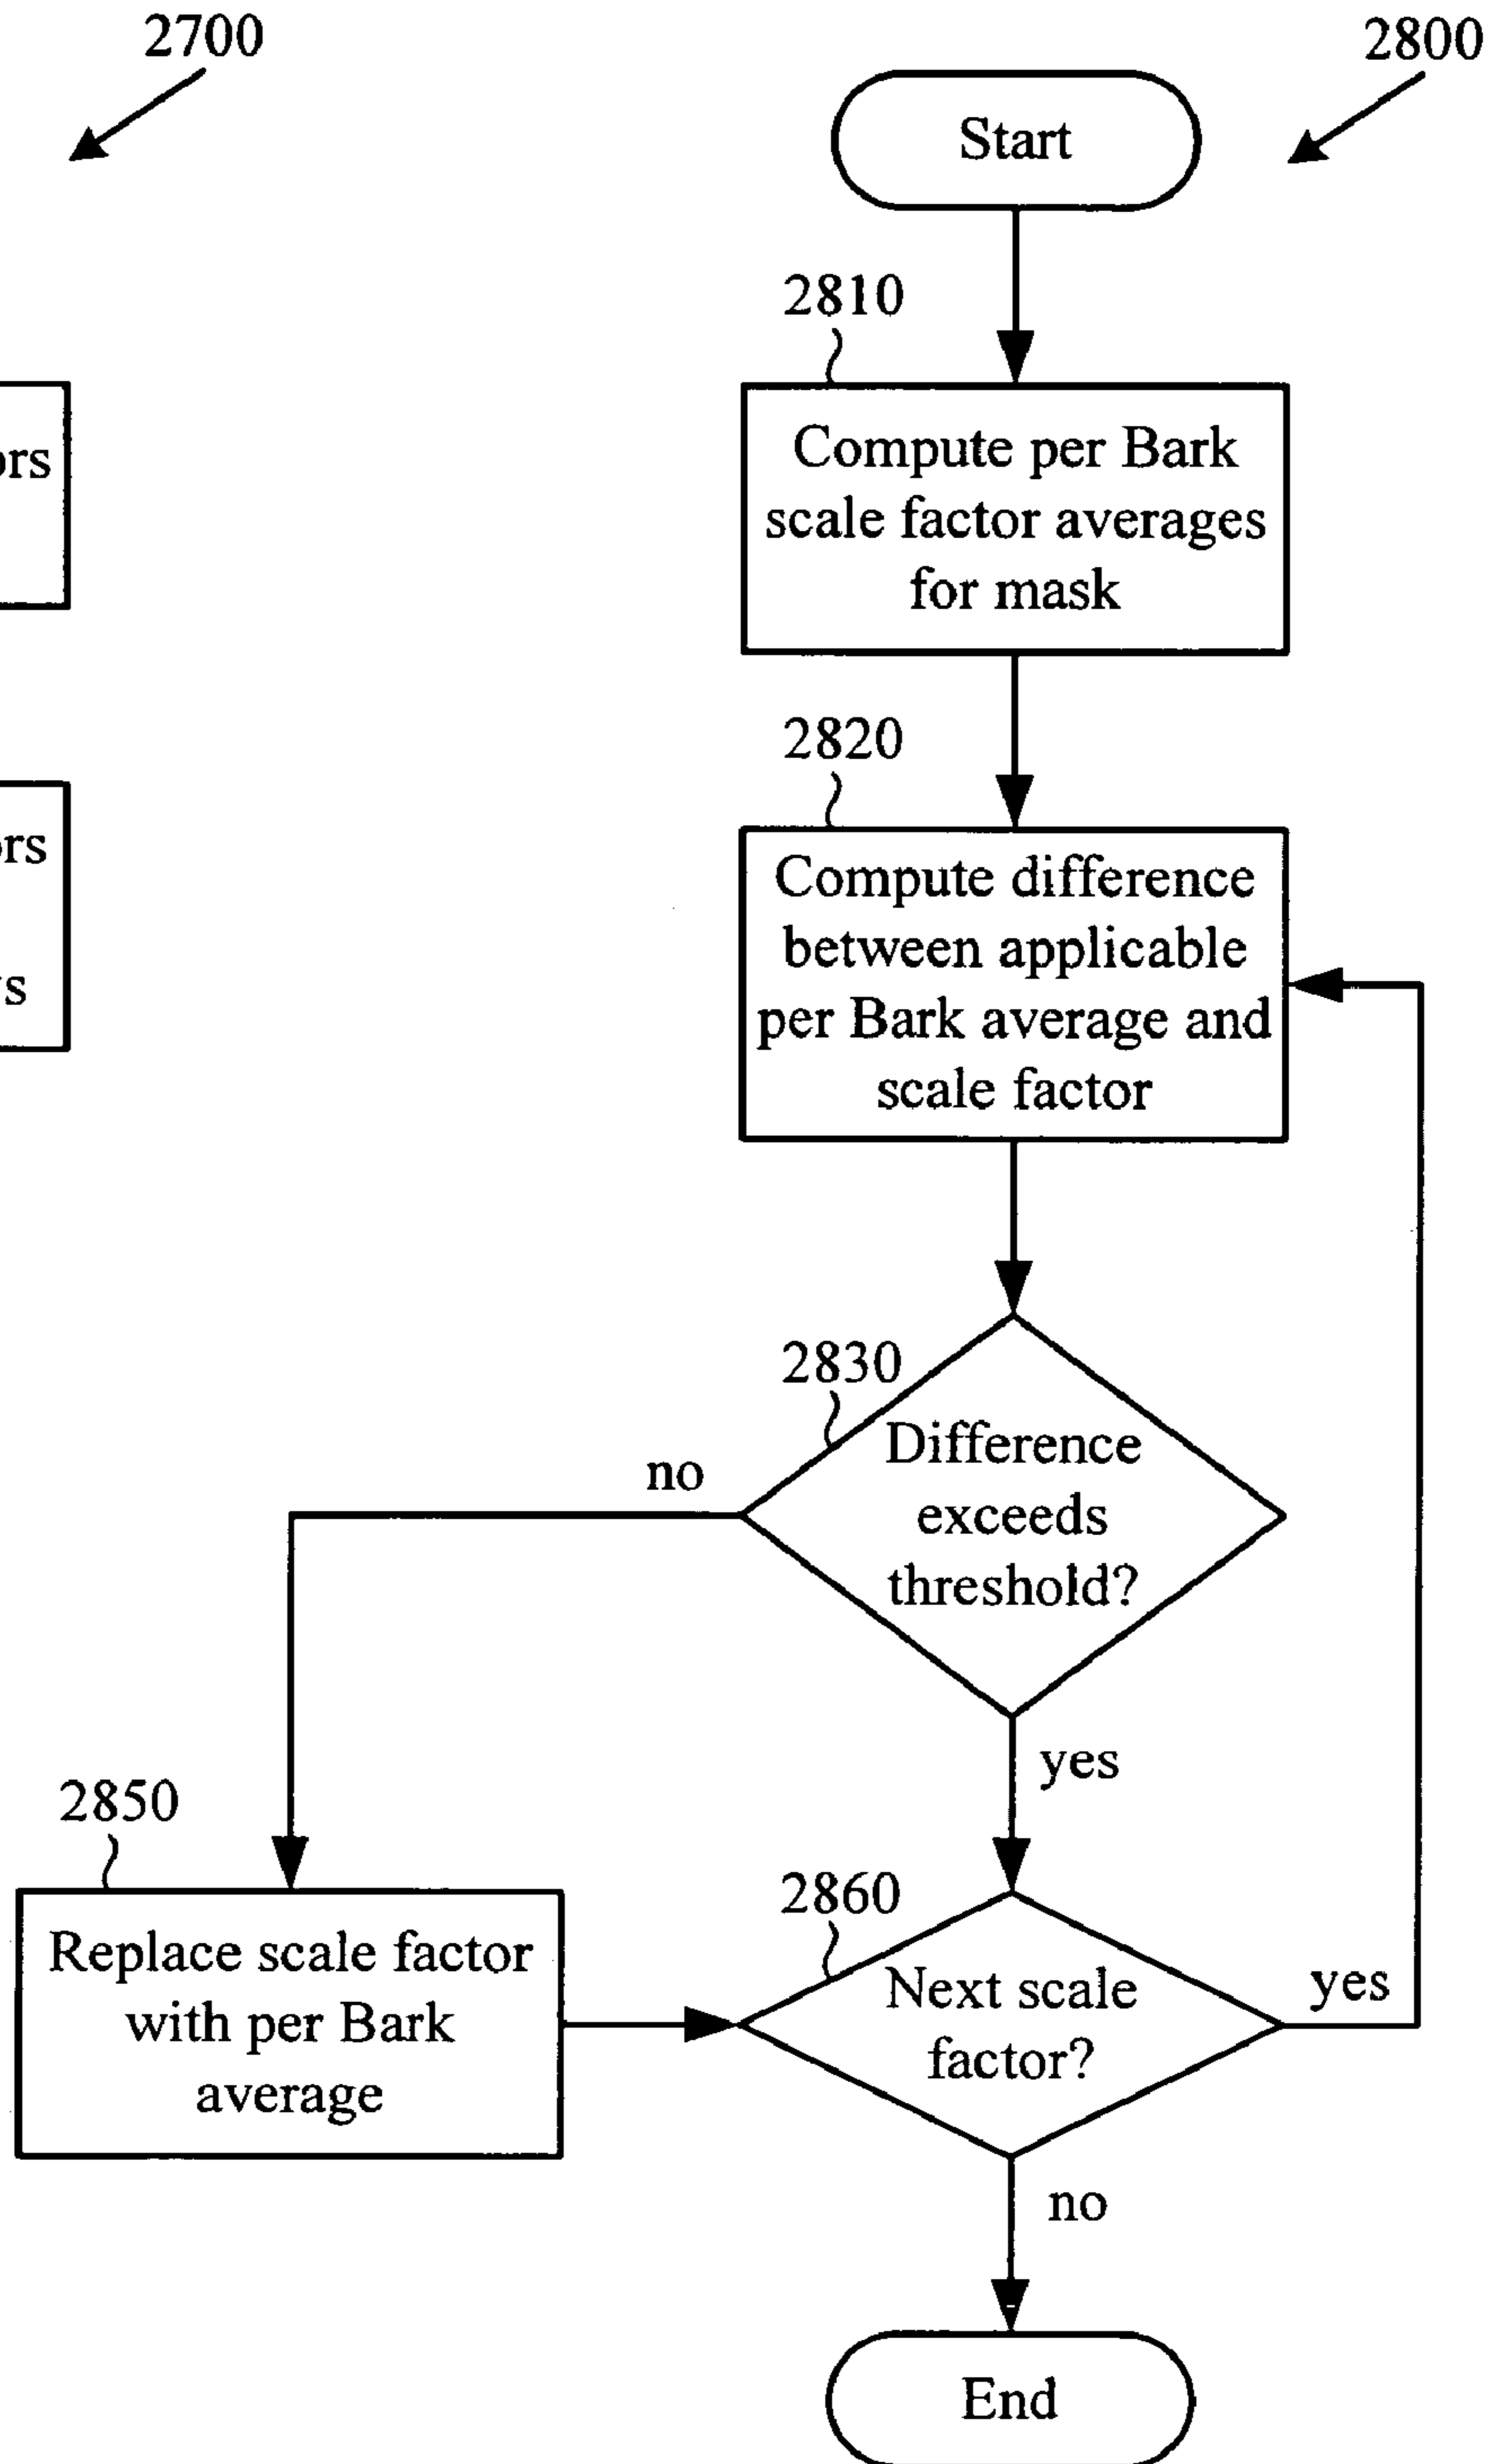 2700
2800
Start
2810
Compute per Bark
scale factor averages
for mask
2820
Compute difference
between applicable
per Bark average and
scale factor
2830
Difference
exceeds
threshold?
no
yes
2850
Replace scale factor
with per Bark
average
2860
Next scale
factor?
yes
no
End